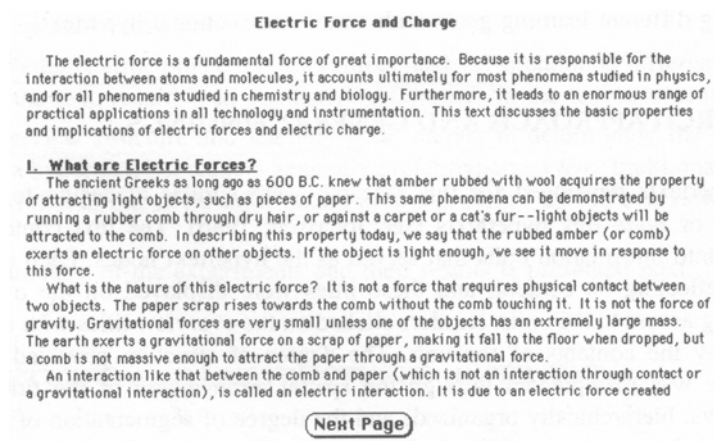 Electric Force and Charge
The electric force is a fundamental force of great importance. Because it is responsible for the
interaction between atoms and molecules, it accounts ultimately for most phenomena studied in physics,
and for all phenomena studied in chemistry and biology. Furthermore, it leads to an enormous range of
practical applications in all technology and instrumentation. This text discusses the basic properties
and implications of electric forces and electric charge.
I. What are Electric Forces?
The ancient Greeks as long ago as 600 B.C. knew that amber rubbed with wool acquires the property
of attracting light objects, such as pieces of paper. This same phenomena can be demonstrated by
running a rubber comb through dry hair, or against a carpet or a cat's fur--light objects will be
attracted to the comb. In describing this property today, we say that the rubbed amber (or comb)
exerts an electric force on other objects. If the object is light enough, we see it move in response to
this force.
What is the nature of this electric force? It is not a force that requires physical contact between
two objects. The paper scrap rises towards the comb without the comb touching it. It is not the force of
gravity. Gravitational forces are very small unless one of the objects has an extremely large mass.
The earth exerts a gravitational force on a scrap of paper, making it fall to the floor when dropped, but
a comb is not massive enough to attract the paper through a gravitational force.
An interaction like that between the comb and paper (which is not an interaction through contact or
a gravitational interaction), is called an electric interaction. It is due to an electric force created
Next Page